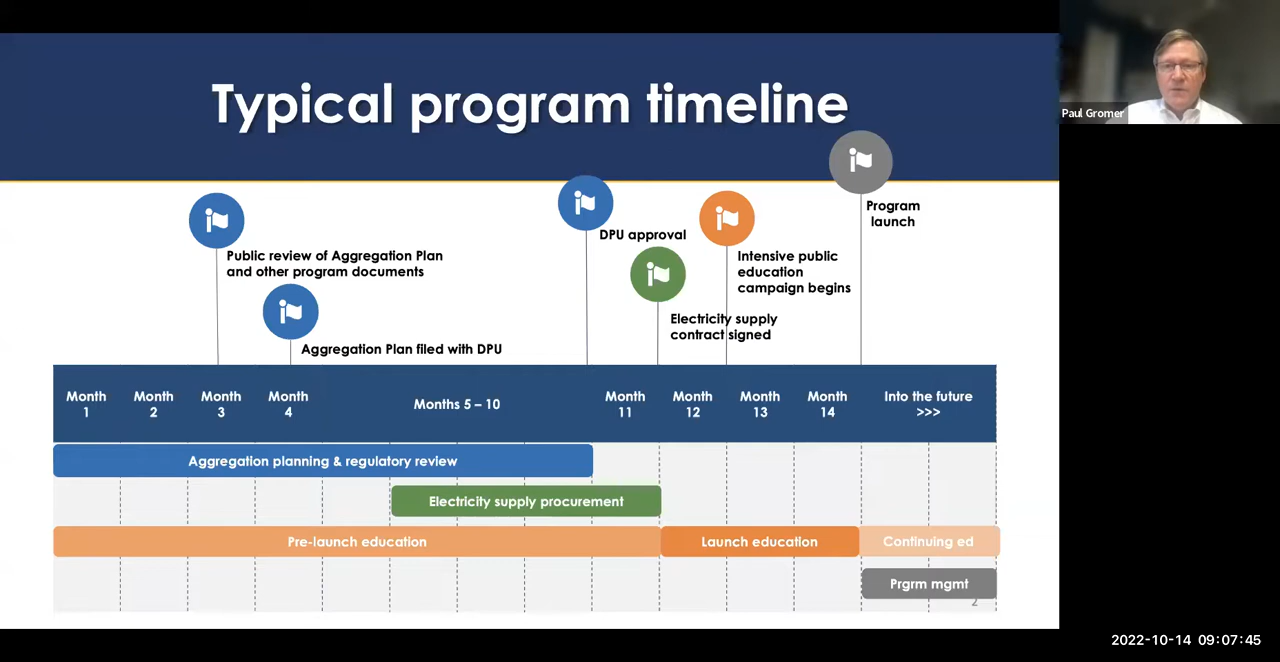 Typical program timeline
Paul Gromer
Program
launch
Public review of Aggregation Plan
and other program documents
DPU approval
Intensive public
education
campaign begins
Electricity supply
contract signed
Aggregation Plan filed with DPU
Month
1
Month
2
Month
3
Month
4
Months 5 – 10
Month
11
Month
12
Month
13
Month
14
Into the future
>>>
Aggregation planning & regulatory review
Electricity supply procurement
Pre-launch education
Launch education
Continuing ed
Prgrm mgmt
2
2022-10-14 09:07:45